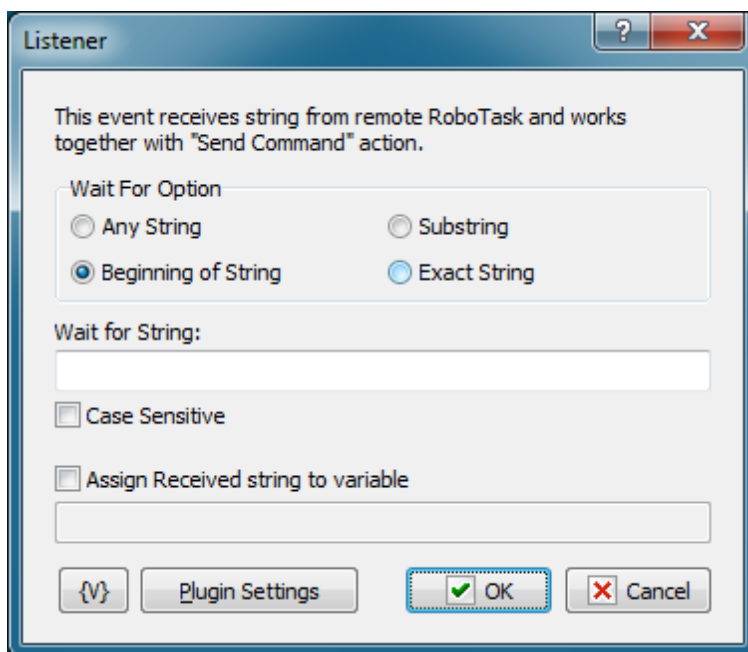 Listener
?
This event receives string from remote RoboTask and works
together with "Send Command" action.
Wait For Option
Any String
Substring
Beginning of String
Exact String
Wait for String:
Case Sensitive
Assign Received string to variable
{V}
Plugin Settings
OK
Cancel